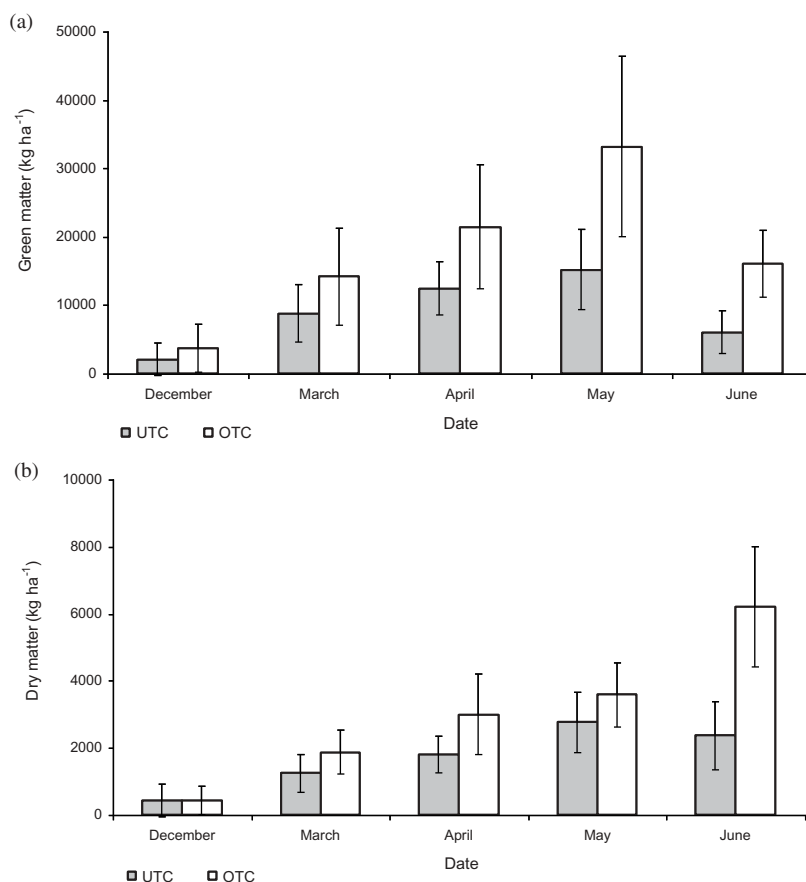 (a)
50000
40000
30000
20000
10000
0
Green matter (kg ha⁻¹)
December March April May June
Date
UTC OTC
(b)
10000
8000
6000
4000
2000
0
Dry matter (kg ha⁻¹)
December March April May June
Date
UTC OTC